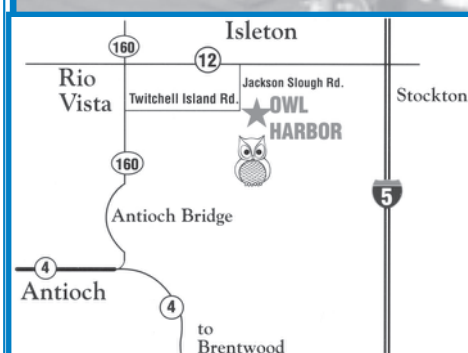 Isleton
160
12
Rio
Vista
Jackson Slough Rd.
Twitchell Island Rd.
OWL
HARBOR
Stockton
160
5
Antioch Bridge
4
Antioch
4
to
Brentwood